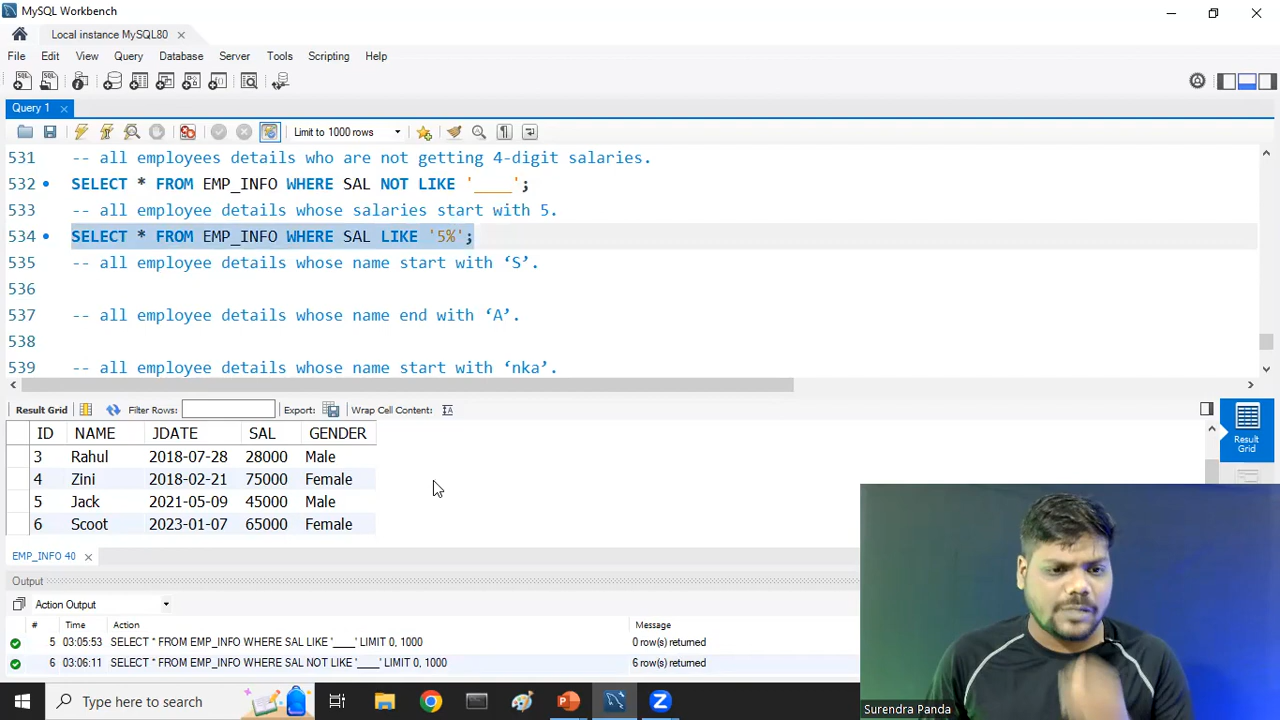 MySQL Workbench
Local instance MySQL80
File Edit View Query Database Server Tools Scripting Help
Query 1
Limit to 1000 rows
531 -- all employees details who are not getting 4-digit salaries.
532 SELECT * FROM EMP_INFO WHERE SAL NOT LIKE '____';
533 -- all employee details whose salaries start with 5.
534 SELECT * FROM EMP_INFO WHERE SAL LIKE '5%';
535 -- all employee details whose name start with ‘S’.
536
537 -- all employee details whose name end with ‘A’.
538
539 -- all employee details whose name start with ‘nka’.
Result Grid Filter Rows: Export: Wrap Cell Content:
Result Grid
ID NAME JDATE SAL GENDER
3 Rahul 2018-07-28 28000 Male
4 Zini 2018-02-21 75000 Female
5 Jack 2021-05-09 45000 Male
6 Scoot 2023-01-07 65000 Female
EMP_INFO 40
Output
Action Output
# Time Action Message
5 03:05:53 SELECT * FROM EMP_INFO WHERE SAL LIKE '____' LIMIT 0, 1000 0 row(s) returned
6 03:06:11 SELECT * FROM EMP_INFO WHERE SAL NOT LIKE '____' LIMIT 0, 1000 6 row(s) returned
Type here to search
Surendra Panda